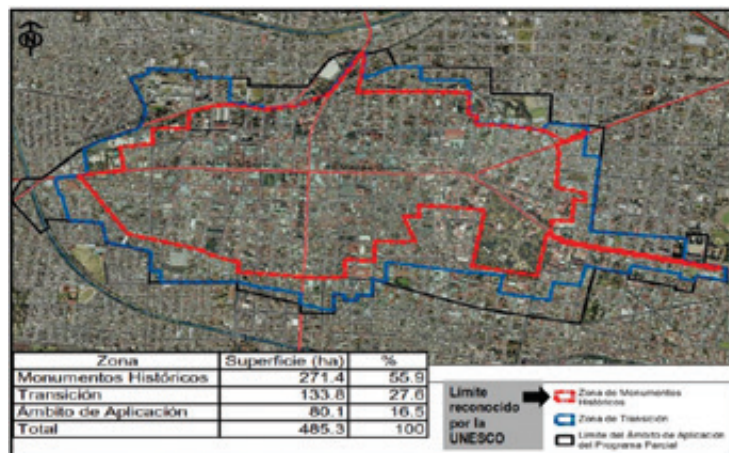 N
Zona Superficie (ha) %
Monumentos Históricos 271.4 55.9
Transición 133.8 27.6
Ámbito de Aplicación 80.1 16.5
Total 485.3 100
Límite
reconocido
por la
UNESCO
Zona de Monumentos
Históricos
Zona de Transición
Límite del Ámbito de Aplicación
del Programa Parcial